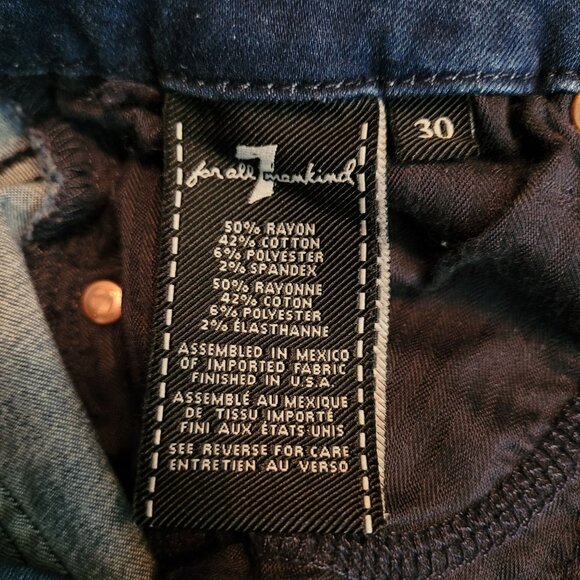 for all 7 mankind
30
50% RAYON
42% COTTON
6% POLYESTER
2% SPANDEX
50% RAYONNE
42% COTON
6% POLYESTER
2% ÉLASTHANNE
ASSEMBLED IN MEXICO
OF IMPORTED FABRIC
FINISHED IN U.S.A.
ASSEMBLÉ AU MEXIQUE
DE TISSU IMPORTÉ
FINI AUX ÉTATS UNIS
SEE REVERSE FOR CARE
ENTRETIEN AU VERSO